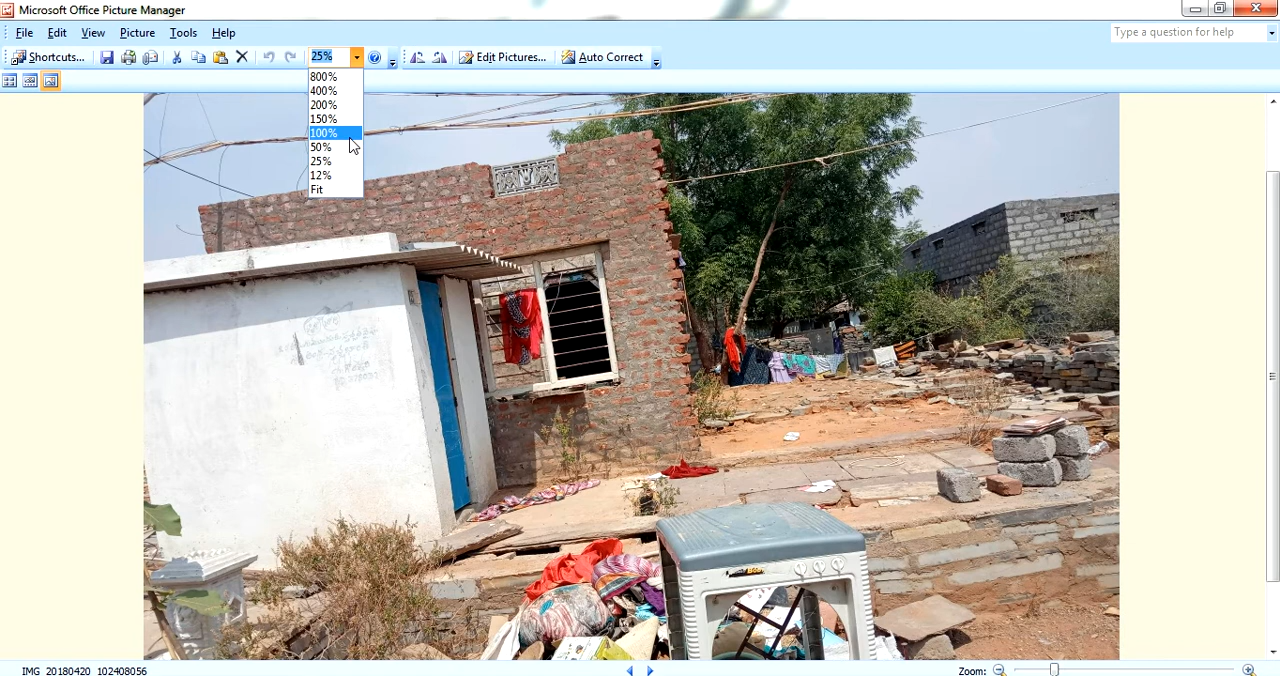 Microsoft Office Picture Manager
File Edit View Picture Tools Help
Type a question for help
Shortcuts... 25% Edit Pictures... Auto Correct
800%
400%
200%
150%
100%
50%
25%
12%
Fit
IMG_20180420_102408056
Zoom: